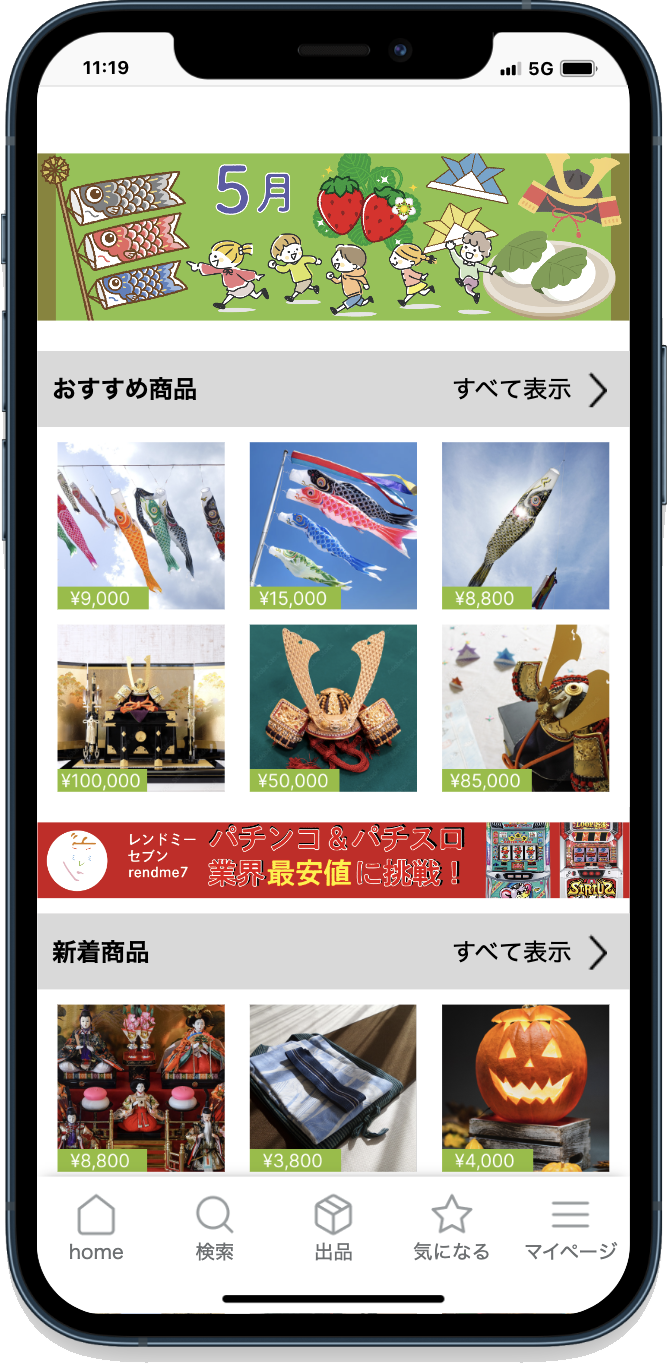 11:19
5G
5月
おすすめ商品
すべて表示
¥9,000
¥15,000
¥8,800
¥100,000
¥50,000
¥85,000
レンドミー
セブン
rendme7
パチンコ&パチスロ
業界最安値に挑戦!
SiRiUZ
新着商品
すべて表示
¥8,800
¥3,800
¥4,000
home
検索
出品
気になる
マイページ